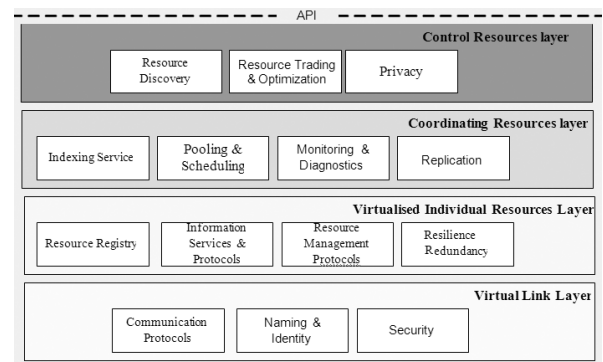 API
Control Resources layer
Resource
Discovery
Resource Trading
& Optimization
Privacy
Coordinating Resources layer
Indexing Service
Pooling &
Scheduling
Monitoring &
Diagnostics
Replication
Virtualised Individual Resources Layer
Resource Registry
Information
Services &
Protocols
Resource
Management
Protocols
Resilience
Redundancy
Virtual Link Layer
Communication
Protocols
Naming &
Identity
Security